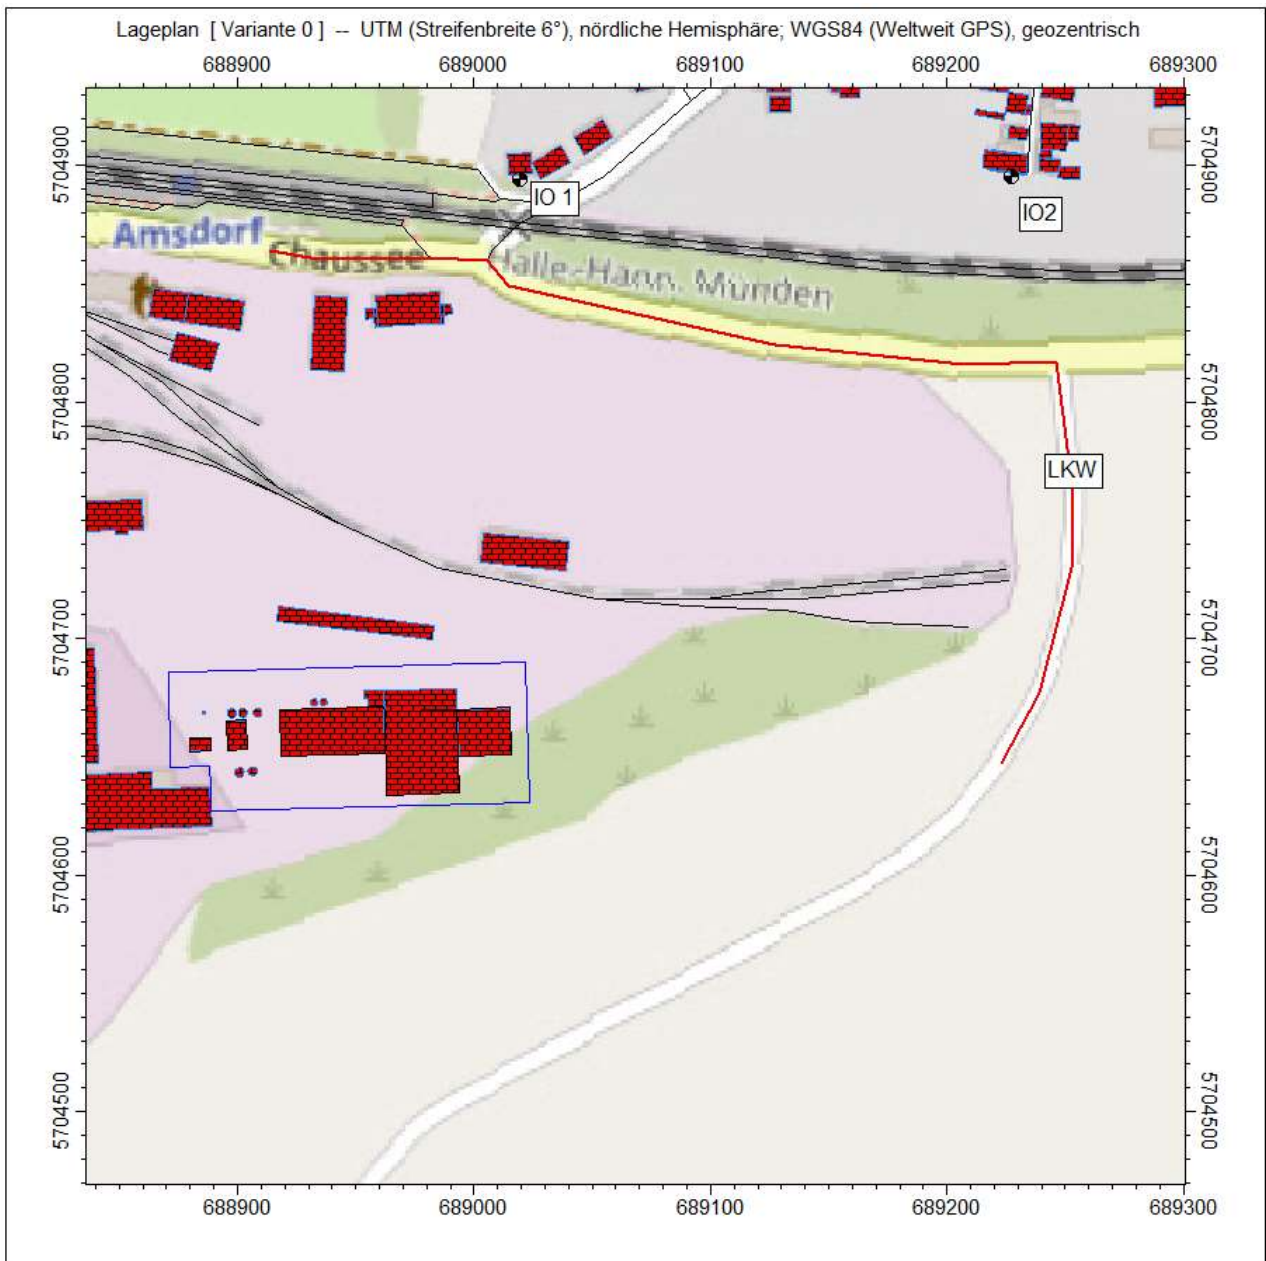 Lageplan [ Variante 0 ] -- UTM (Streifenbreite 6°), nördliche Hemisphäre; WGS84 (Weltweit GPS), geozentrisch
688900 689000 689100 689200 689300
5704900
5704900
IO 1
IO2
Amsdorf
Chaussee
Halle-Hann. Münden
5704800
5704800
LKW
5704700
5704700
5704600
5704600
5704500
5704500
688900 689000 689100 689200 689300